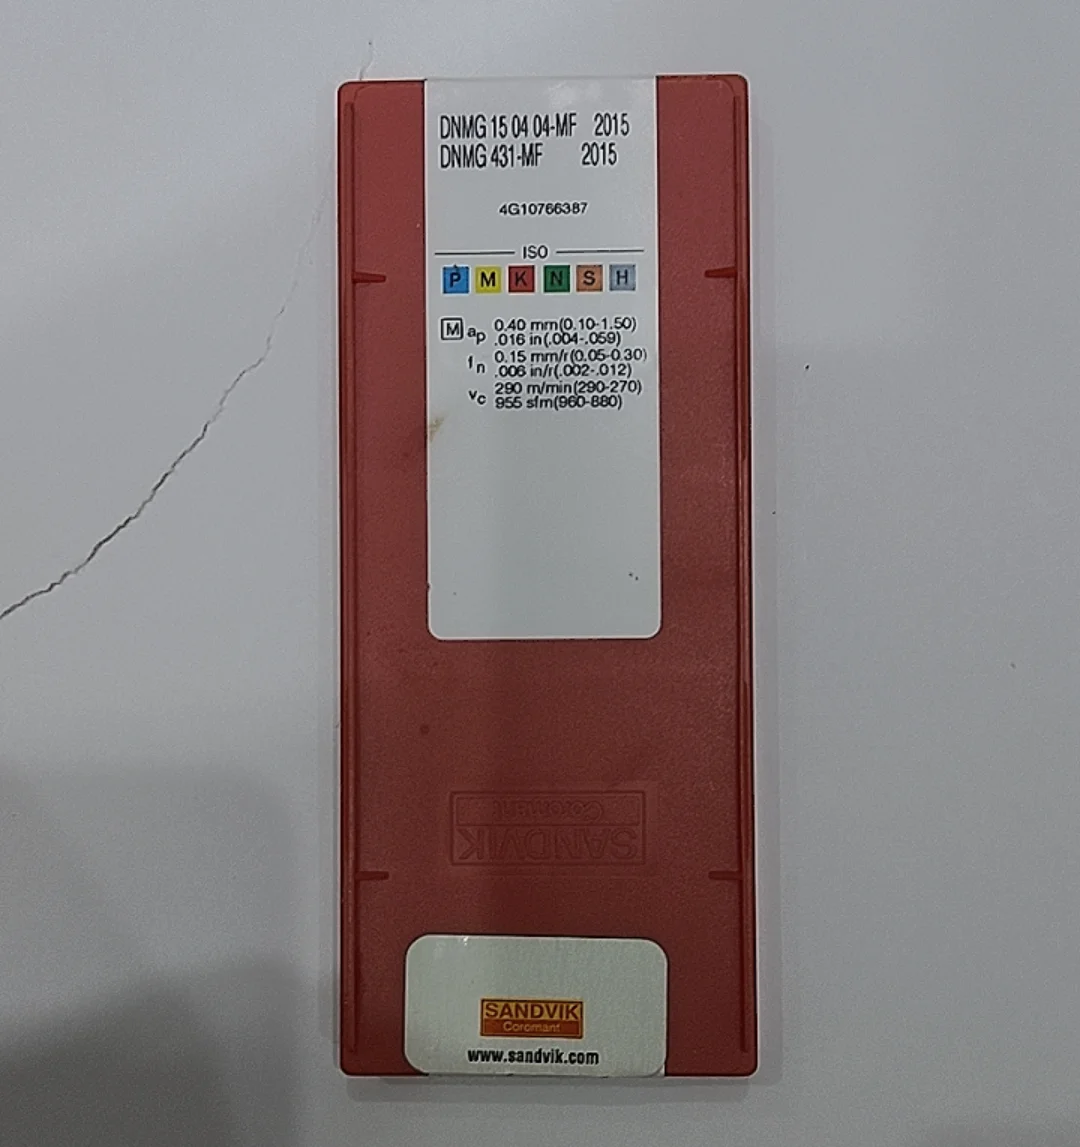 DNMG 15 04 04-MF 2015
DNMG 431-MF 2015
4G10766387
ISO
P M K N S H
M ap 0.40 mm(0.10-1.50)
.016 in(.004-.059)
fn 0.15 mm/r(0.05-0.30)
.006 in/r(.002-.012)
vc 290 m/min(290-270)
955 sfm(960-880)
SANDVIK
Coromant
SANDVIK
Coromant
www.sandvik.com